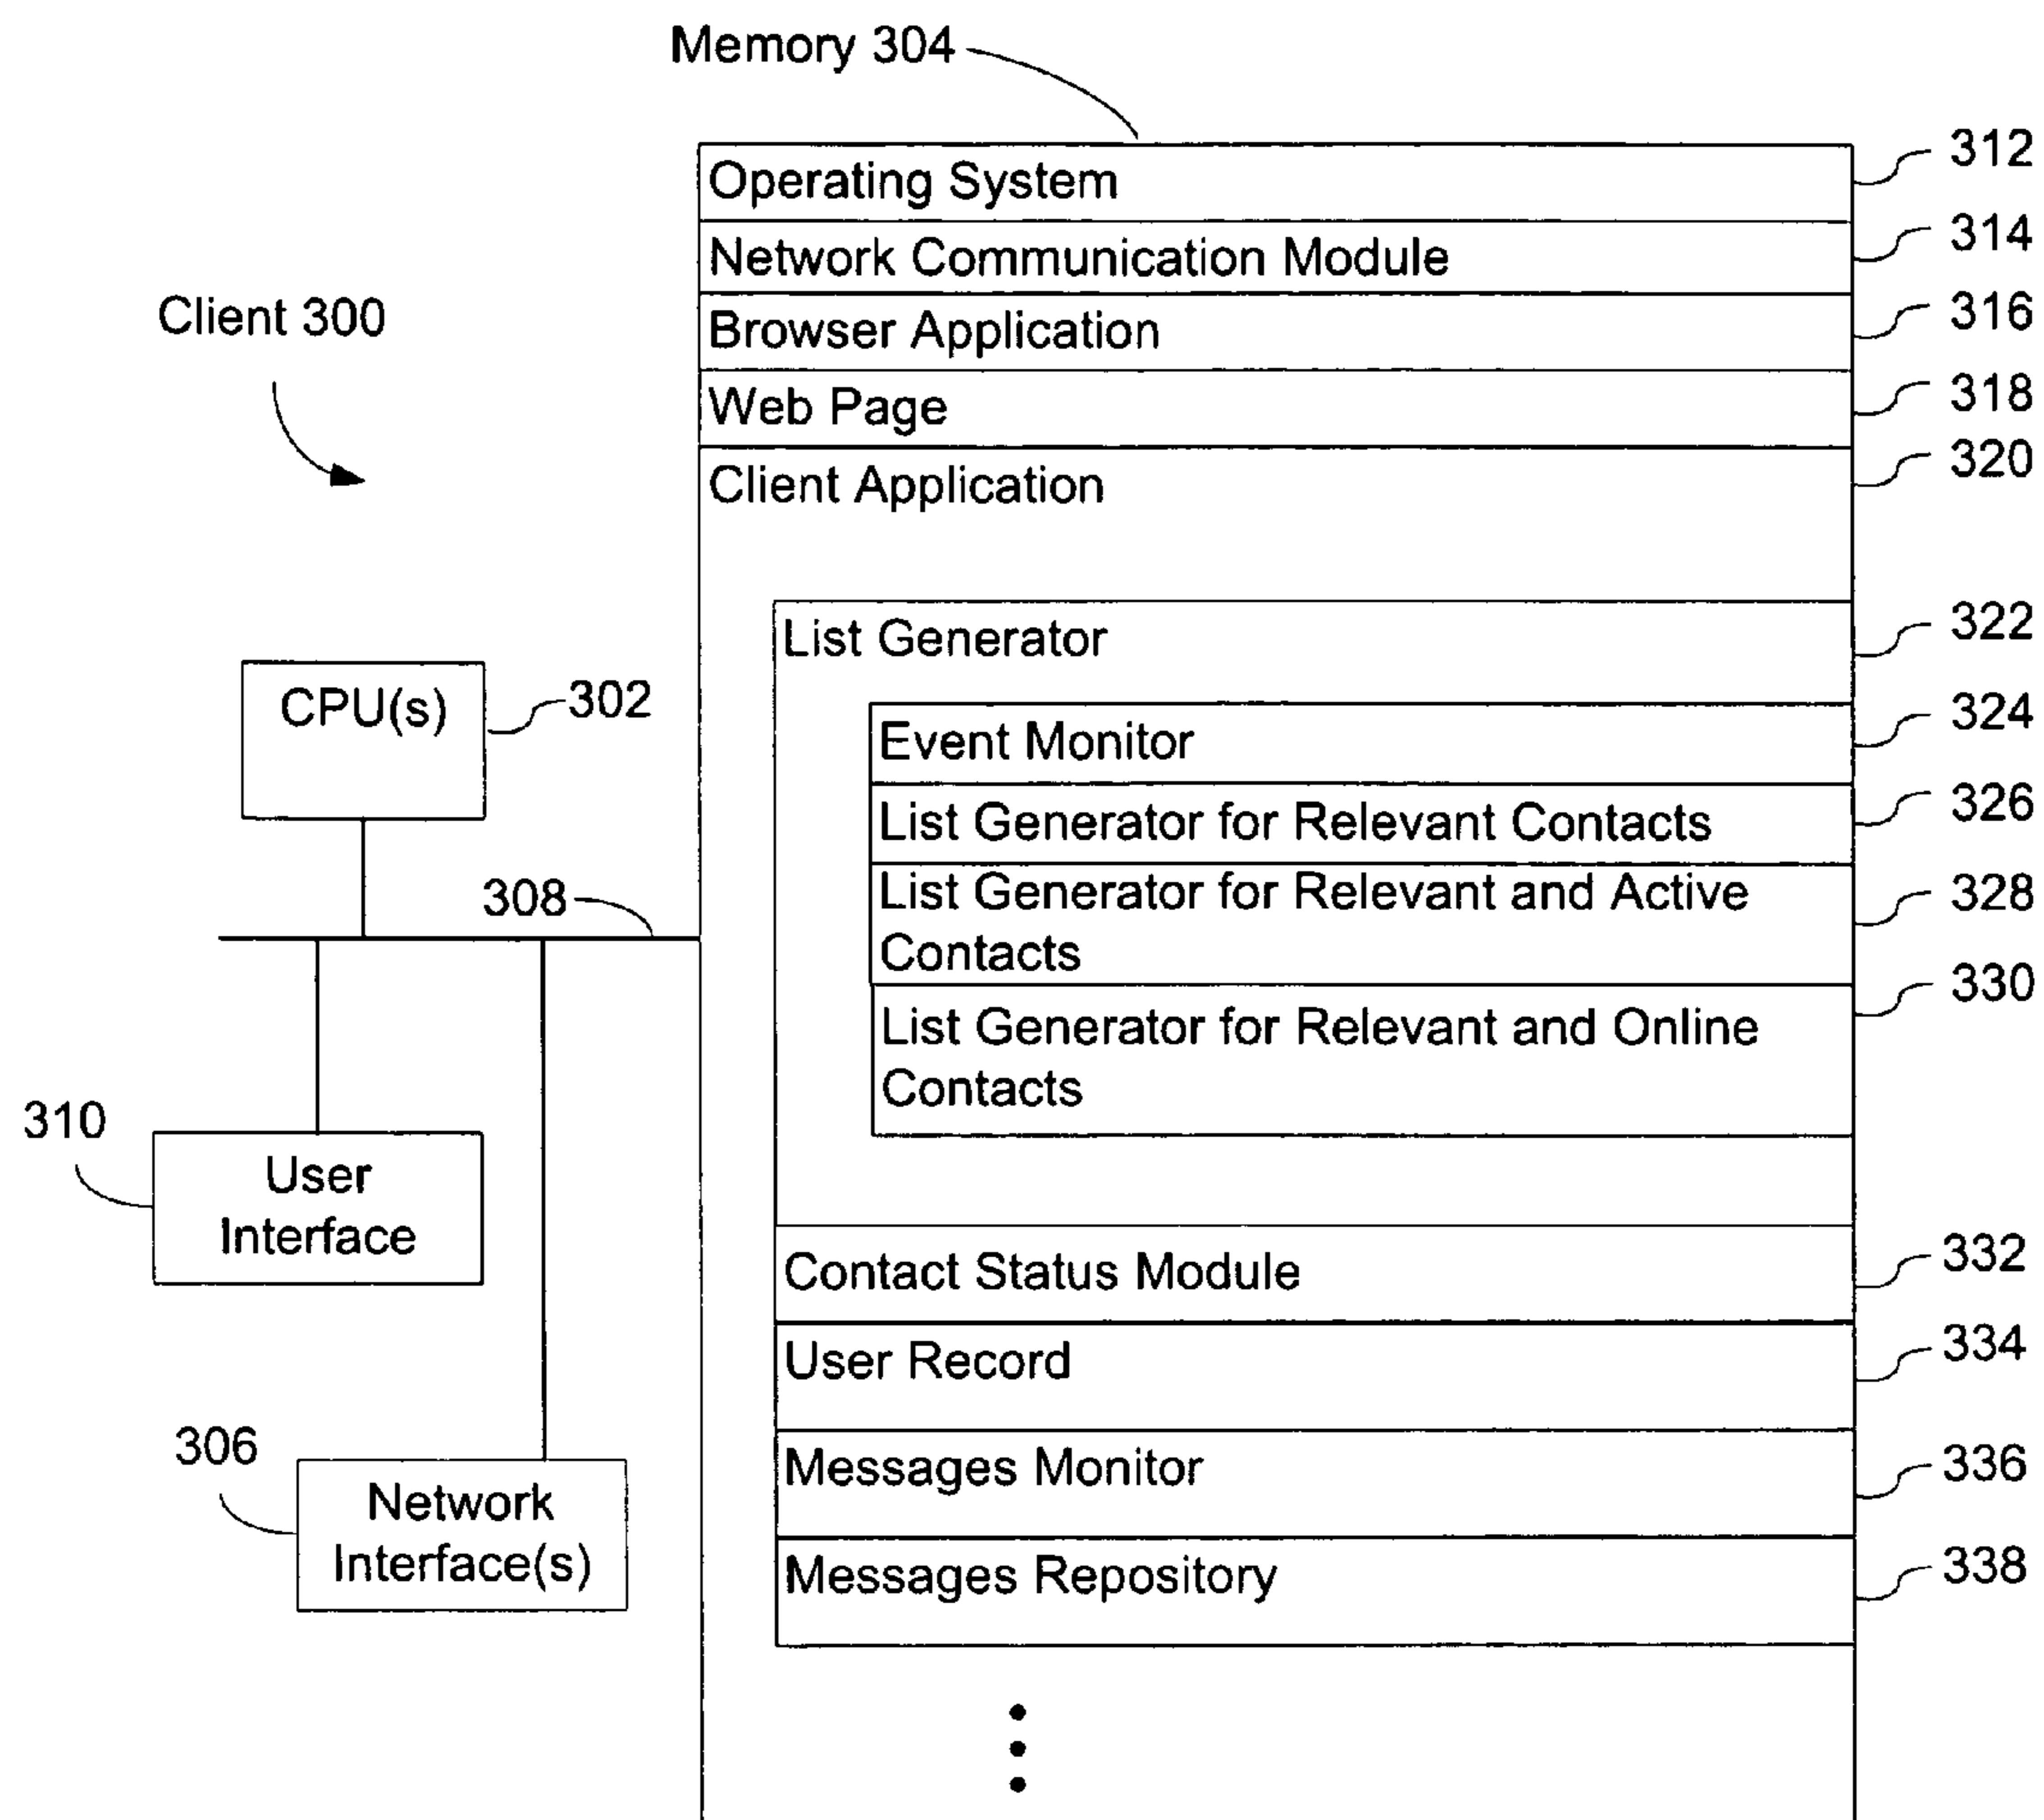 Memory 304
Operating System
312
Network Communication Module
314
Client 300
Browser Application
316
Web Page
318
Client Application
320
List Generator
322
CPU(s)
302
Event Monitor
324
List Generator for Relevant Contacts
326
308
List Generator for Relevant and Active
Contacts
328
List Generator for Relevant and Online
Contacts
330
310
User
Interface
Contact Status Module
332
User Record
334
306
Network
Interface(s)
Messages Monitor
336
Messages Repository
338